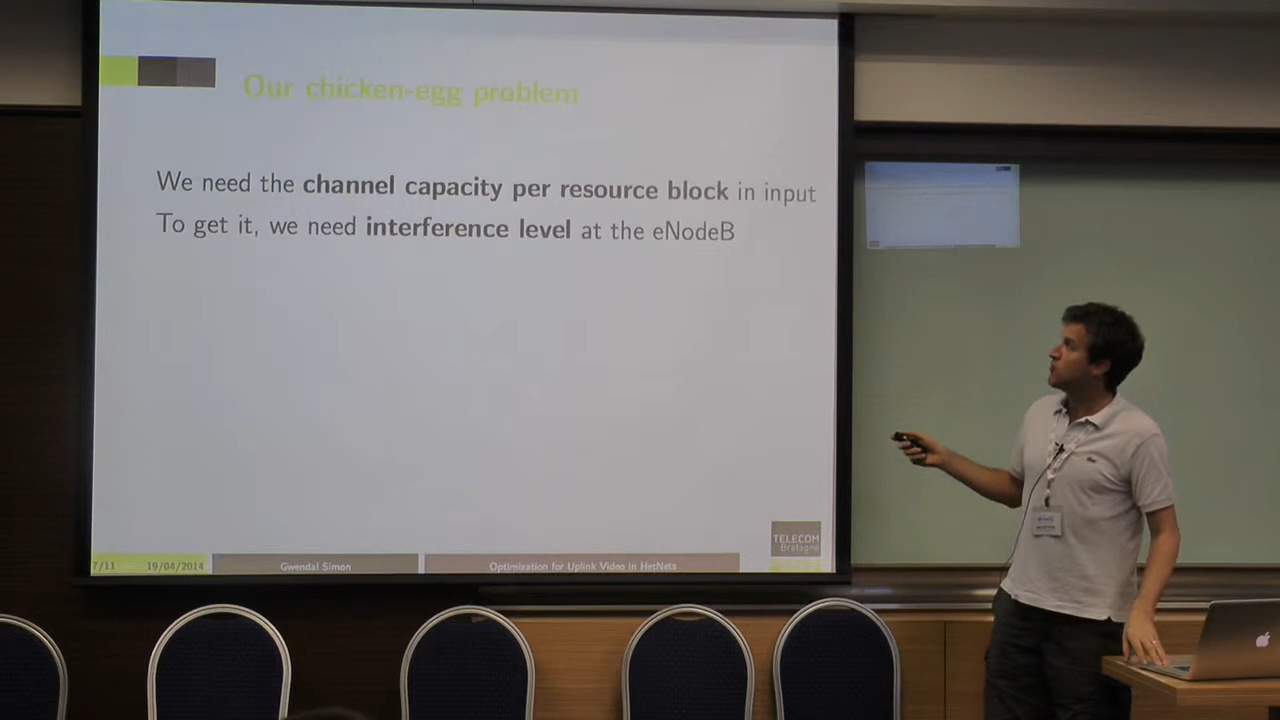 Our chicken-egg problem
We need the channel capacity per resource block in input
To get it, we need interference level at the eNodeB
TELECOM
Bretagne
7/11
19/04/2014
Gwendal Simon
Optimization for Uplink Video in HetNets